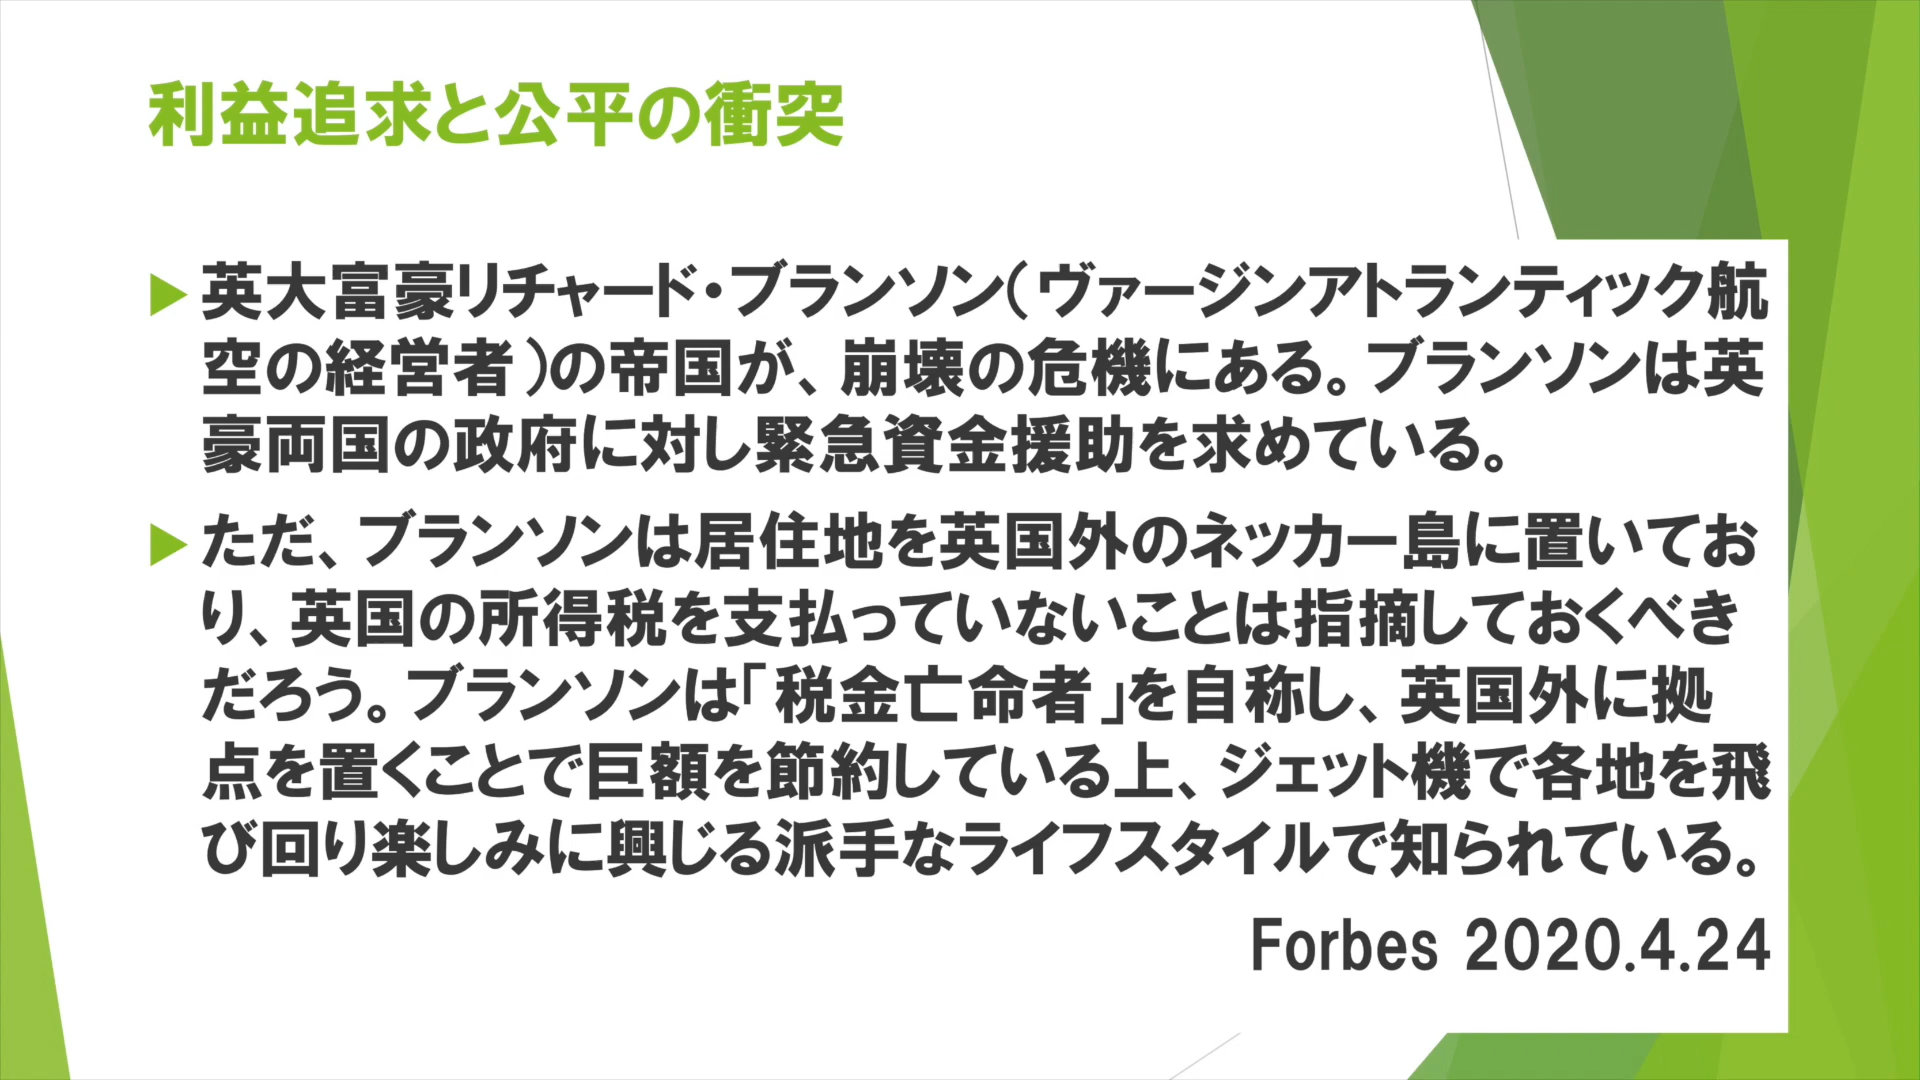 利益追求と公平の衝突
英大富豪リチャード・ブランソン（ヴァージンアトランティック航
空の経営者）の帝国が、崩壊の危機にある。ブランソンは英
豪両国の政府に対し緊急資金援助を求めている。
ただ、ブランソンは居住地を英国外のネッカー島に置いてお
り、英国の所得税を支払っていないことは指摘しておくべき
だろう。ブランソンは「税金亡命者」を自称し、英国外に拠
点を置くことで巨額を節約している上、ジェット機で各地を飛
び回り楽しみに興じる派手なライフスタイルで知られている。
Forbes 2020.4.24